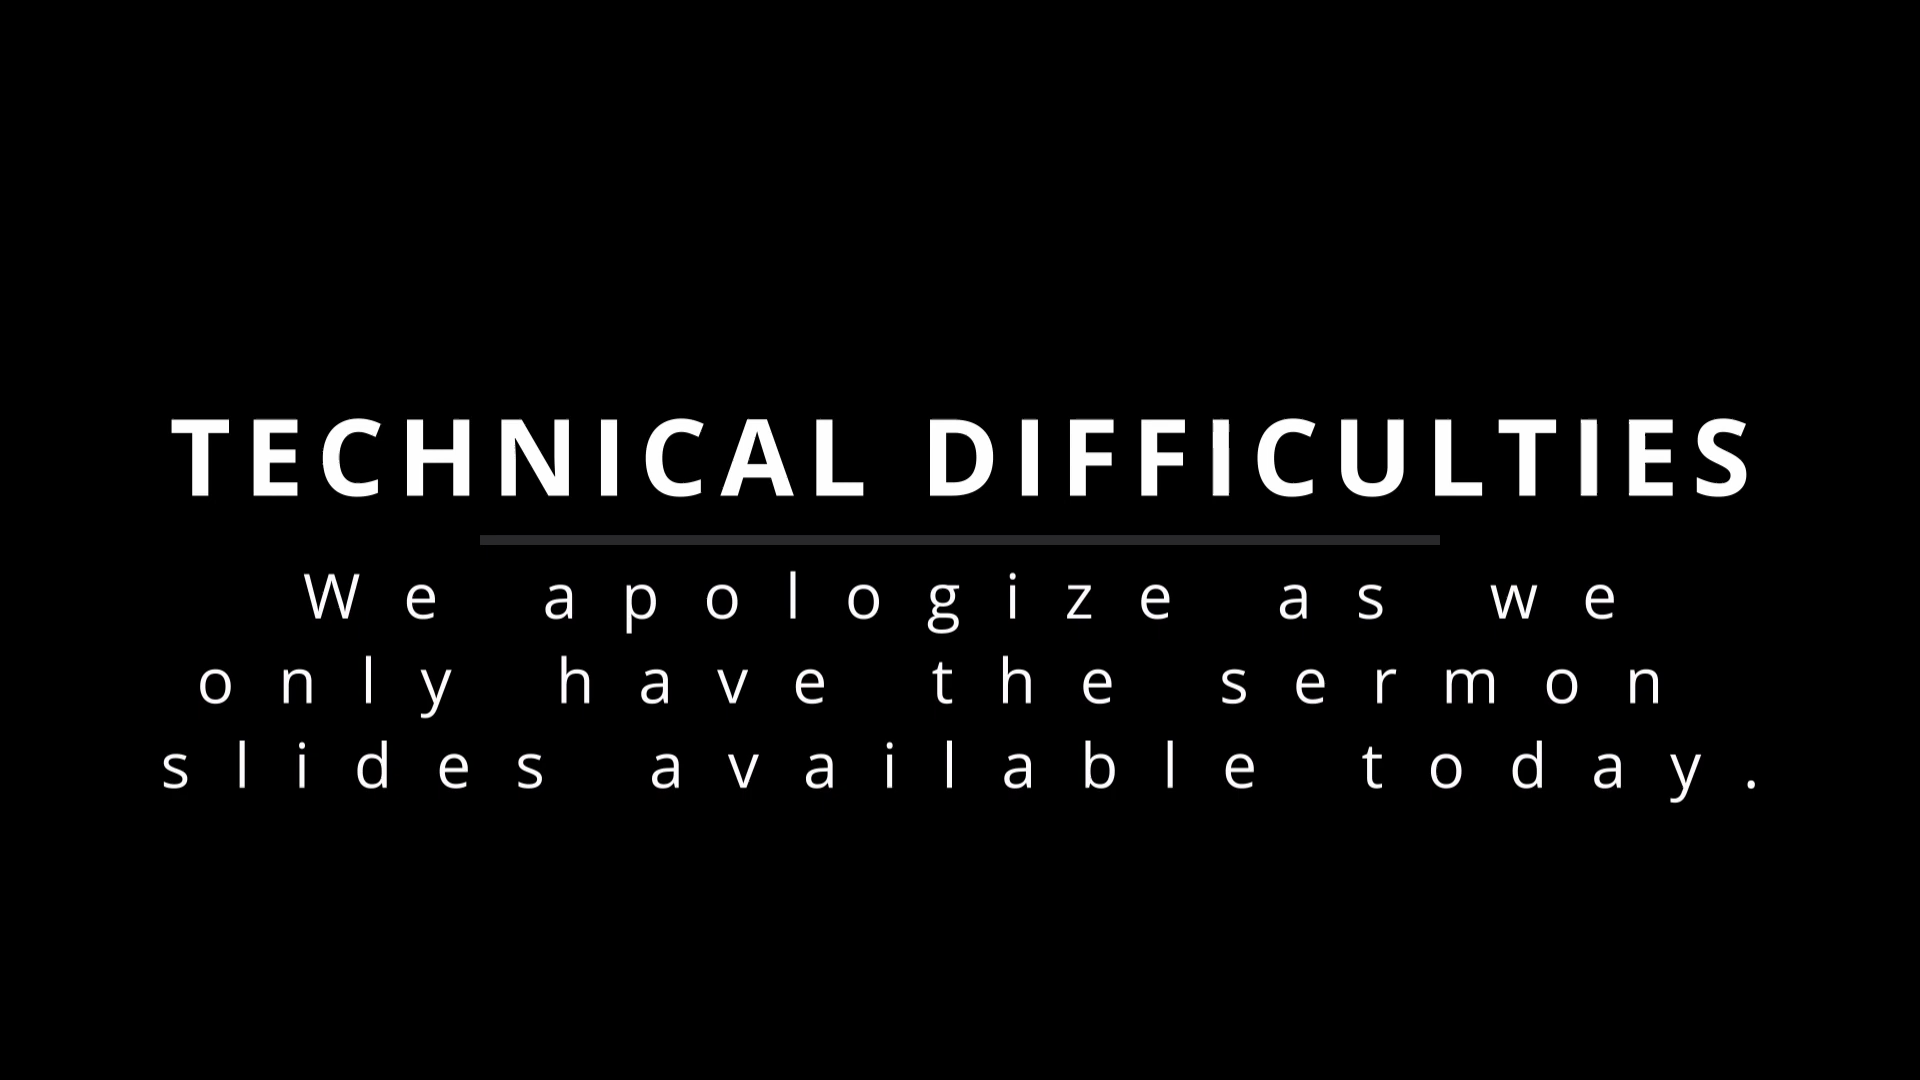 TECHNICAL DIFFICULTIES
We apologize as we
only have the sermon
slides available today.